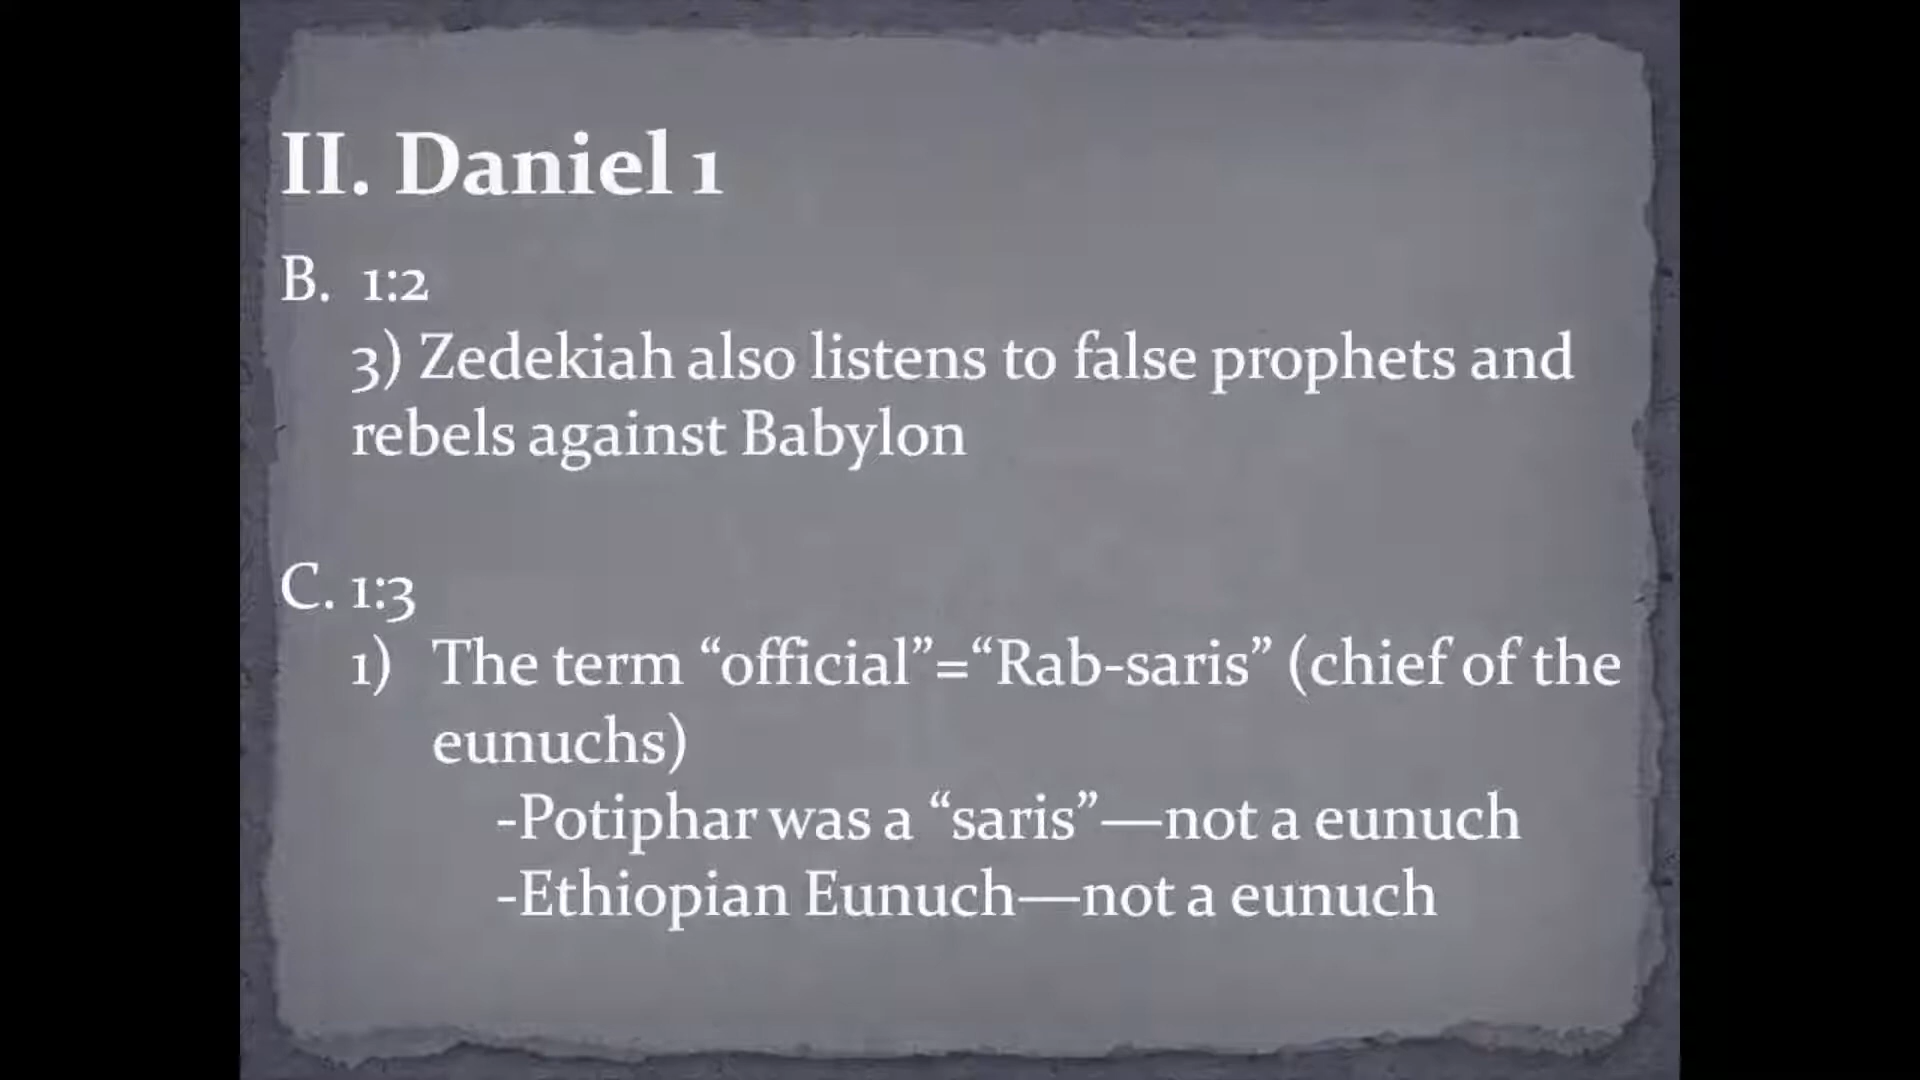 II. Daniel 1
B. 1:2
3) Zedekiah also listens to false prophets and
rebels against Babylon
C. 1:3
1) The term “official”=“Rab-saris” (chief of the
eunuchs)
-Potiphar was a “saris”—not a eunuch
-Ethiopian Eunuch—not a eunuch